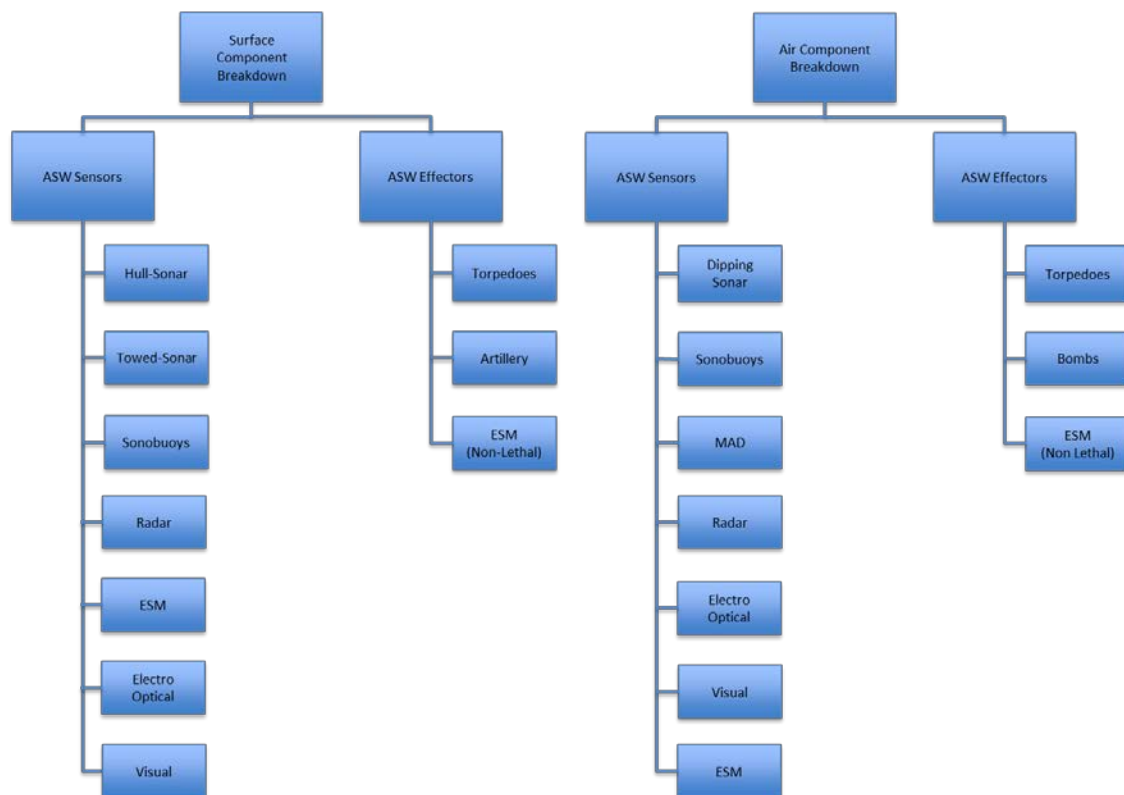 Surface
Component
Breakdown
ASW Sensors
Hull-Sonar
Towed-Sonar
Sonobuoys
Radar
ESM
Electro
Optical
Visual
ASW Effectors
Torpedoes
Artillery
ESM
(Non-Lethal)
Air Component
Breakdown
ASW Sensors
Dipping
Sonar
Sonobuoys
MAD
Radar
Electro
Optical
Visual
ESM
ASW Effectors
Torpedoes
Bombs
ESM
(Non Lethal)